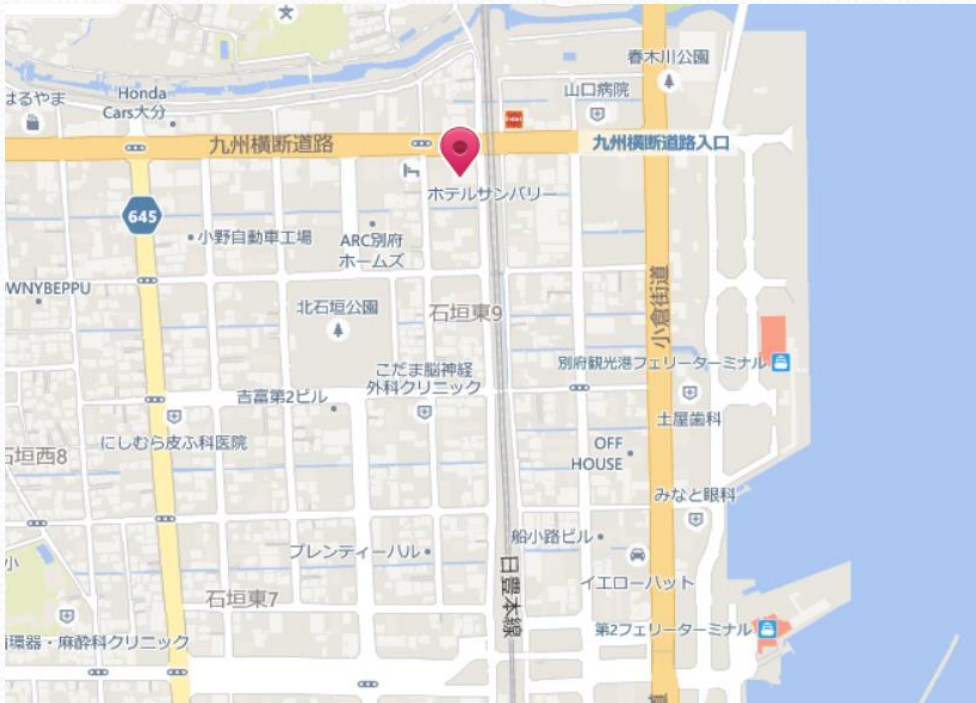 春木川公園
山口病院
はるやま
Honda
Cars大分
九州横断道路
九州横断道路入口
ホテルサンバリー
645
小野自動車工場
ARC別府
ホームズ
WNYBEPPU
北石垣公園
石垣東9
小倉街道
別府観光港フェリーターミナル
こだま脳神経
外科クリニック
吉富第2ビル
土屋歯科
にしむら皮ふ科医院
石垣西8
OFF
HOUSE
みなと眼科
船小路ビル
プレンティーハル
日豊本線
イエローハット
小
石垣東7
第2フェリーターミナル
循環器・麻酔科クリニック
道